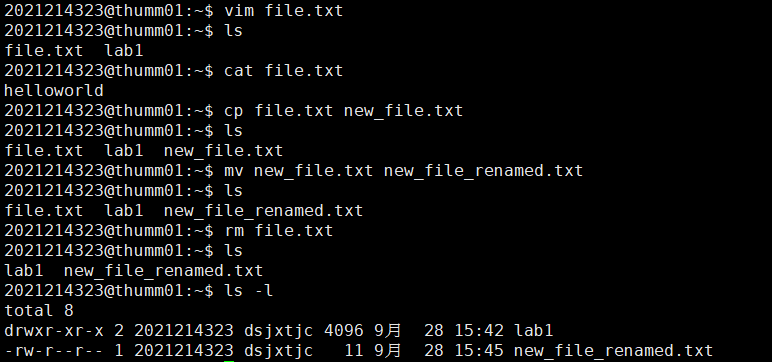 2021214323@thumm01:~$ vim file.txt
2021214323@thumm01:~$ ls
file.txt  lab1
2021214323@thumm01:~$ cat file.txt
helloworld
2021214323@thumm01:~$ cp file.txt new_file.txt
2021214323@thumm01:~$ ls
file.txt  lab1  new_file.txt
2021214323@thumm01:~$ mv new_file.txt new_file_renamed.txt
2021214323@thumm01:~$ ls
file.txt  lab1  new_file_renamed.txt
2021214323@thumm01:~$ rm file.txt
2021214323@thumm01:~$ ls
lab1  new_file_renamed.txt
2021214323@thumm01:~$ ls -l
total 8
drwxr-xr-x 2 2021214323 dsjxtjc 4096 9月  28 15:42 lab1
-rw-r--r-- 1 2021214323 dsjxtjc   11 9月  28 15:45 new_file_renamed.txt